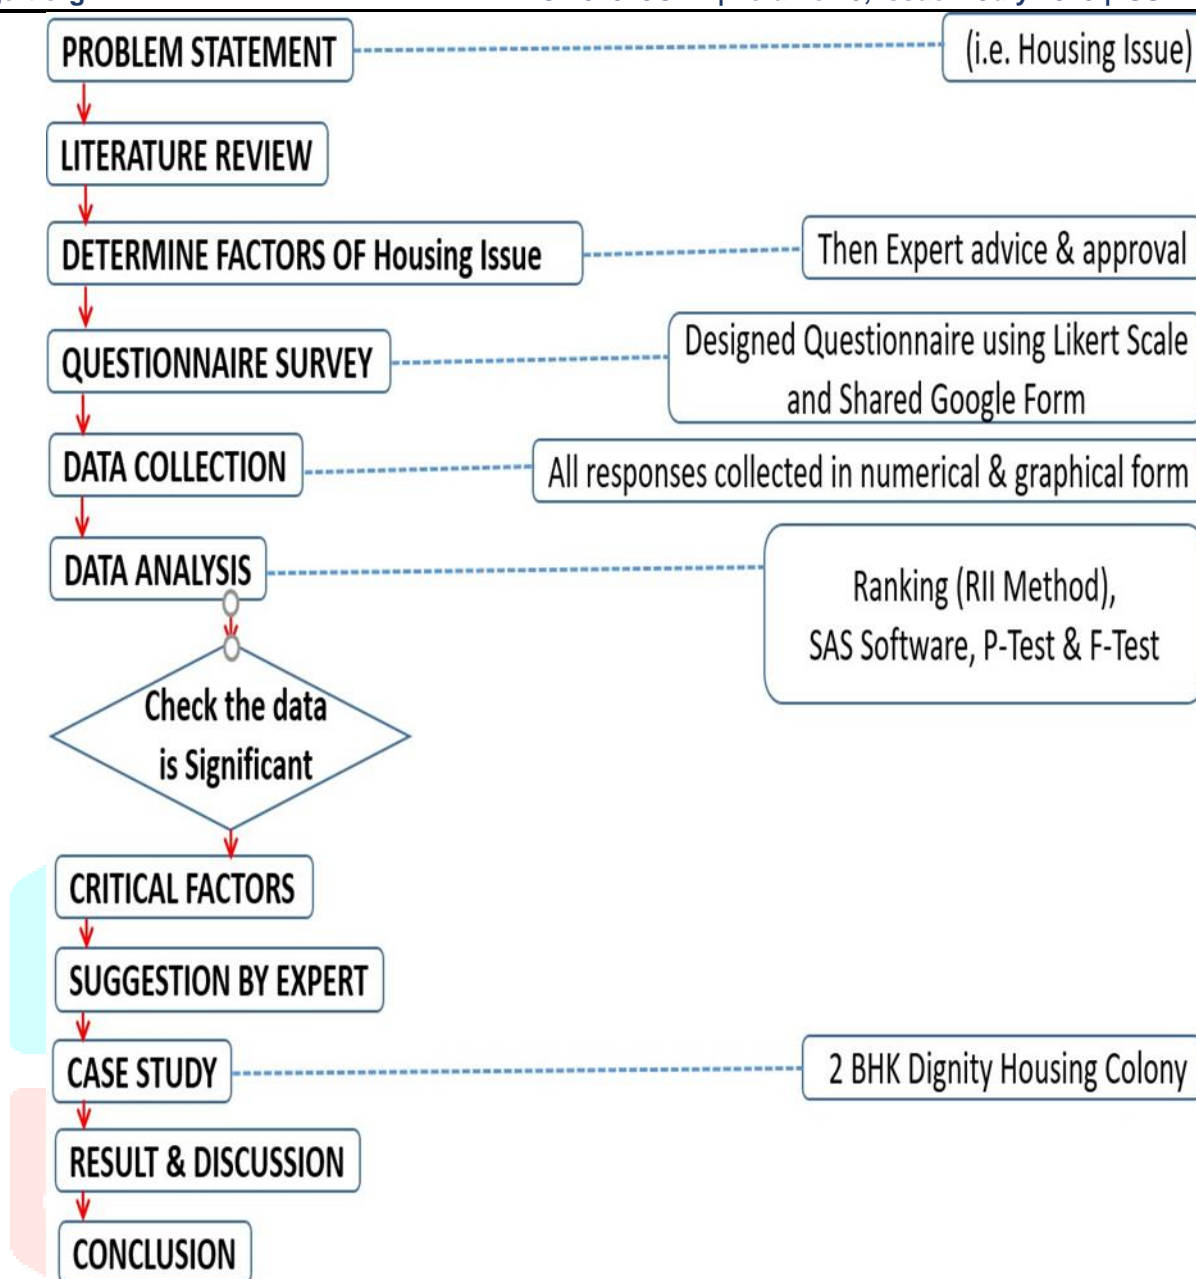 PROBLEM STATEMENT
(i.e. Housing Issue)
LITERATURE REVIEW
DETERMINE FACTORS OF Housing Issue
Then Expert advice & approval
QUESTIONNAIRE SURVEY
Designed Questionnaire using Likert Scale
and Shared Google Form
DATA COLLECTION
All responses collected in numerical & graphical form
DATA ANALYSIS
Ranking (RII Method),
SAS Software, P-Test & F-Test
Check the data
is Significant
CRITICAL FACTORS
SUGGESTION BY EXPERT
CASE STUDY
2 BHK Dignity Housing Colony
RESULT & DISCUSSION
CONCLUSION